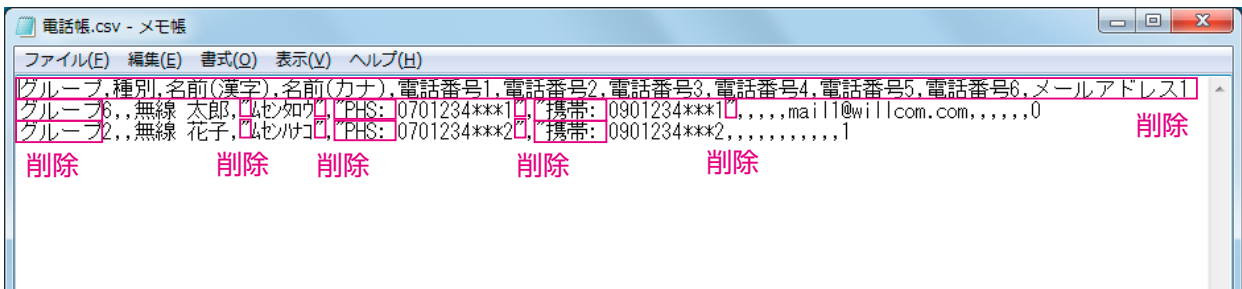 電話帳.csv - メモ帳
ファイル(F) 編集(E) 書式(O) 表示(V) ヘルプ(H)
グループ,種別,名前(漢字),名前(カナ),電話番号1,電話番号2,電話番号3,電話番号4,電話番号5,電話番号6,メールアドレス1
グループ6,,無線 太郎,"ﾑｾﾝﾀﾛｳ","PHS: 0701234***1","携帯: 0901234***1",,,,,mail1@willcom.com,,,,,,0
グループ2,,無線 花子,"ﾑｾﾝﾊﾅｺ","PHS: 0701234***2","携帯: 0901234***2,,,,,,,,,,,1
削除
削除 削除 削除 削除 削除